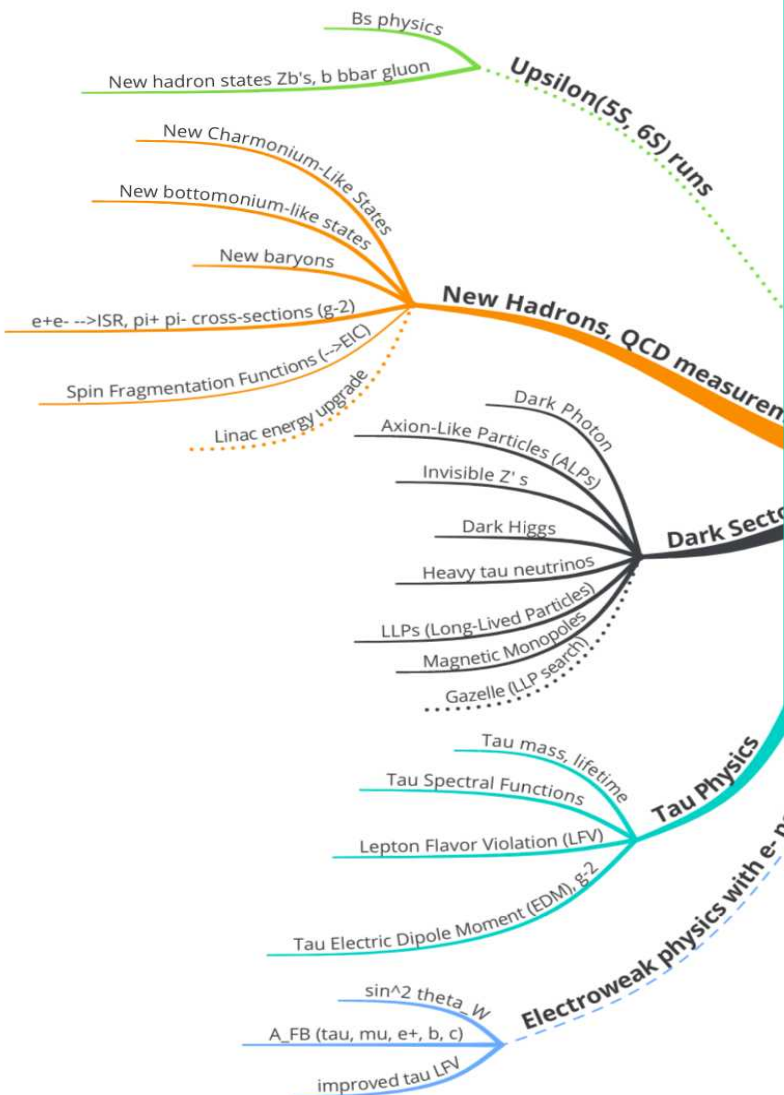 Bs physics
New hadron states Zb's, b bbar gluon
Upsilon(5S, 6S) runs
New Charmonium-Like States
New bottomonium-like states
New baryons
e+e- -->ISR, pi+ pi- cross-sections (g-2)
Spin Fragmentation Functions (-->EIC)
Linac energy upgrade
New Hadrons, QCD measurem
Dark Photon
Axion-Like Particles (ALPs)
Invisible Z' s
Dark Higgs
Heavy tau neutrinos
LLPs (Long-Lived Particles)
Magnetic Monopoles
Gazelle (LLP search)
Dark Secto
Tau mass, lifetime
Tau Spectral Functions
Lepton Flavor Violation (LFV)
Tau Electric Dipole Moment (EDM), g-2
Tau Physics
sin^2 theta_W
A_FB (tau, mu, e+, b, c)
improved tau LFV
Electroweak physics with e- p